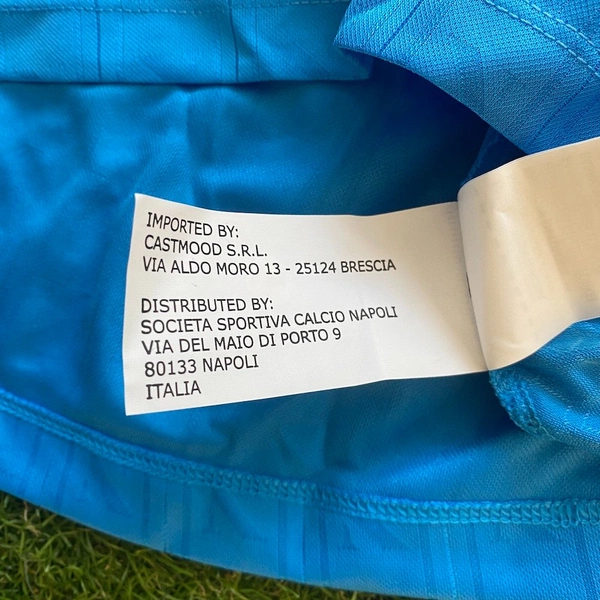 IMPORTED BY:
CASTMOOD S.R.L.
VIA ALDO MORO 13 - 25124 BRESCIA
DISTRIBUTED BY:
SOCIETA SPORTIVA CALCIO NAPOLI
VIA DEL MAIO DI PORTO 9
80133 NAPOLI
ITALIA